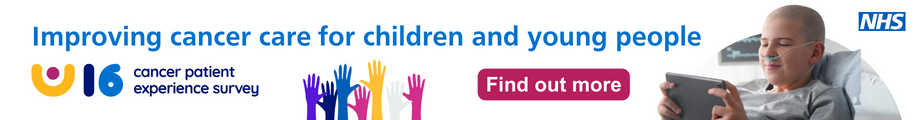 Improving cancer care for children and young people
NHS
U16 cancer patient
experience survey
Find out more